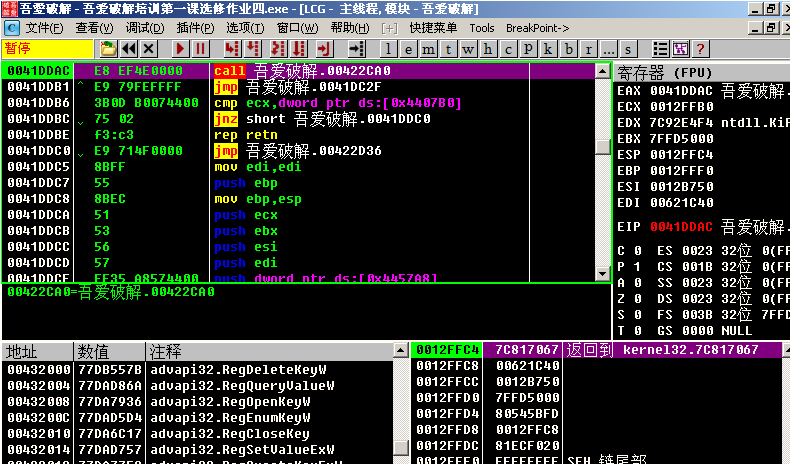 吾爱破解 - 吾爱破解培训第一课选修作业四.exe - [LCG - 主线程, 模块 - 吾爱破解]
C 文件(F) 查看(V) 调试(D) 插件(P) 选项(T) 窗口(W) 帮助(H) [+] 快捷菜单 Tools BreakPoint->
暂停 l e m t w h c p k b r ... s ?
0041DDAC E8 EF4E0000 call 吾爱破解.00422CA0
0041DDB1 E9 79FEFFFF jmp 吾爱破解.0041DC2F
0041DDB6 3B0D B0074400 cmp ecx,dword ptr ds:[0x4407B0]
0041DDBC 75 02 jnz short 吾爱破解.0041DDC0
0041DDBE f3:c3 rep retn
0041DDC0 E9 714F0000 jmp 吾爱破解.00422D36
0041DDC5 8BFF mov edi,edi
0041DDC7 55 push ebp
0041DDC8 8BEC mov ebp,esp
0041DDCA 51 push ecx
0041DDCB 53 push ebx
0041DDCC 56 push esi
0041DDCD 57 push edi
0041DDCE FF35 A8574400 push dword ptr ds:[0x4457A8]
00422CA0=吾爱破解.00422CA0
寄存器 (FPU)
EAX 0041DDAC 吾爱破解.
ECX 0012FFB0
EDX 7C92E4F4 ntdll.KiF
EBX 7FFD5000
ESP 0012FFC4
EBP 0012FFF0
ESI 0012B750
EDI 00621C40
EIP 0041DDAC 吾爱破解.
C 0 ES 0023 32位 0(FF
P 1 CS 001B 32位 0(FF
A 0 SS 0023 32位 0(FF
Z 0 DS 0023 32位 0(FF
S 0 FS 003B 32位 7FFD
T 0 GS 0000 NULL
地址 数值 注释
00432000 77DB557B advapi32.RegDeleteKeyW
00432004 77DAD86A advapi32.RegQueryValueW
00432008 77DA7936 advapi32.RegOpenKeyW
0043200C 77DAD5D4 advapi32.RegEnumKeyW
00432010 77DA6C17 advapi32.RegCloseKey
00432014 77DAD757 advapi32.RegSetValueExW
0012FFC4 7C817067 返回到 kernel32.7C817067
0012FFC8 00621C40
0012FFCC 0012B750
0012FFD0 7FFD5000
0012FFD4 80545BFD
0012FFD8 0012FFC8
0012FFDC 81ECF020
0012FFE0 FFFFFFFF SEH 链尾部